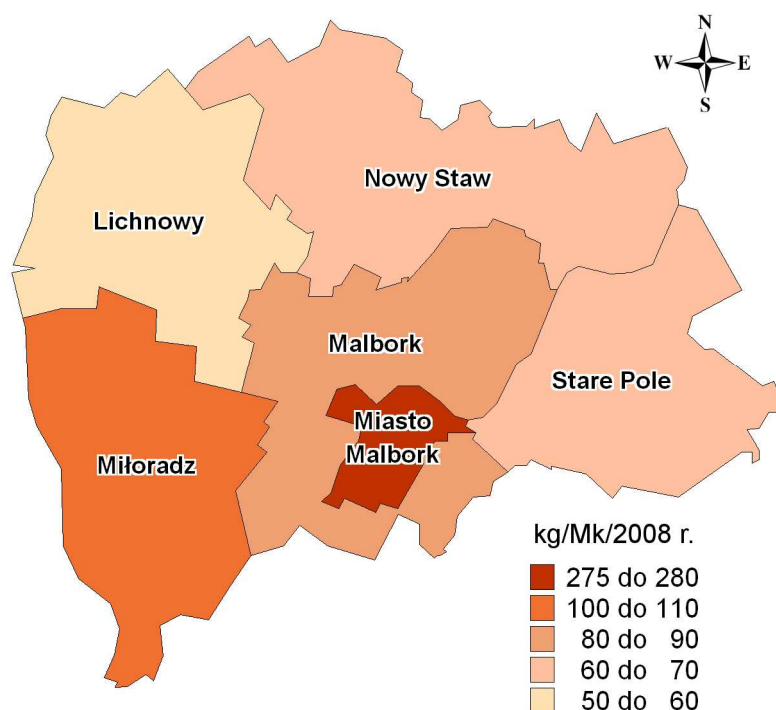 N
W E
S
Nowy Staw
Lichnowy
Malbork
Stare Pole
Miasto
Malbork
Miłoradz
kg/Mk/2008 r.
275 do 280
100 do 110
80 do 90
60 do 70
50 do 60